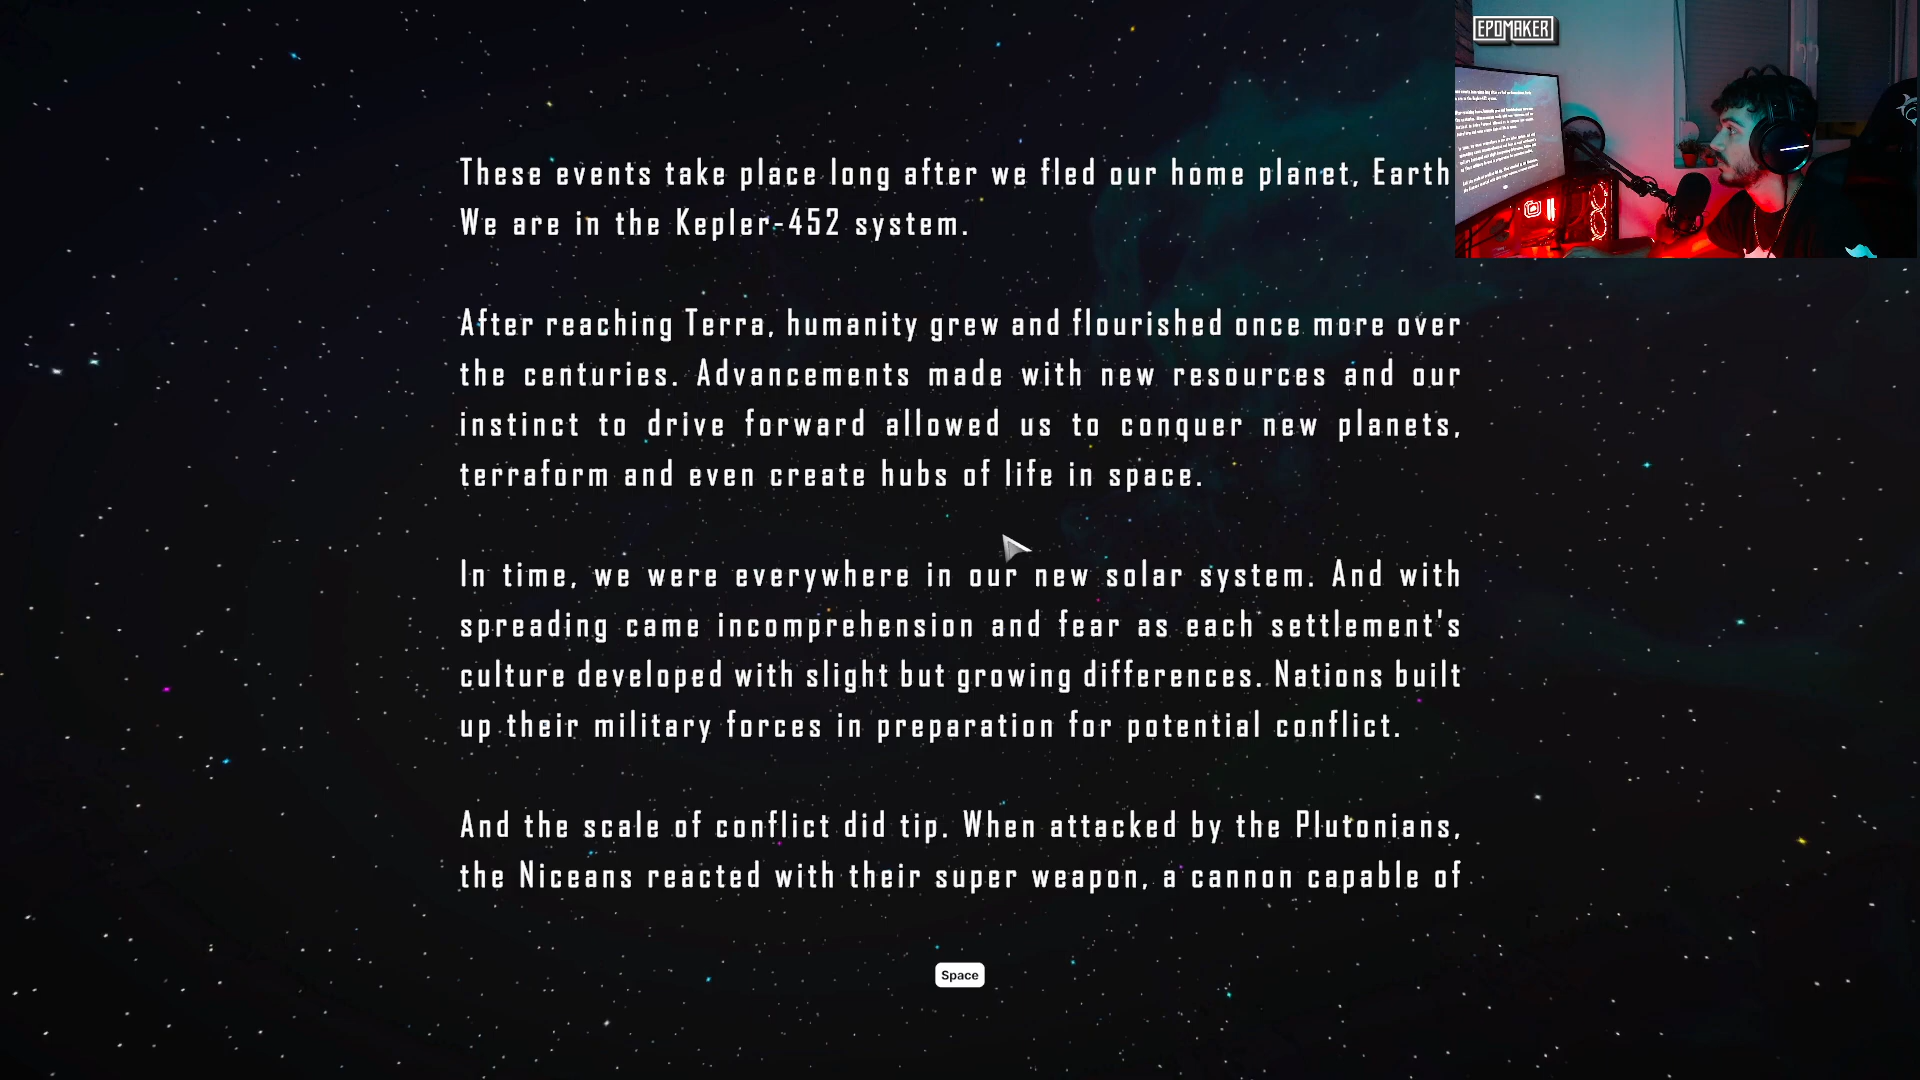 EPOMAKER
These events take place long after we fled our home planet, Earth
We are in the Kepler-452 system.
After reaching Terra, humanity grew and flourished once more over
the centuries. Advancements made with new resources and our
instinct to drive forward allowed us to conquer new planets,
terraform and even create hubs of life in space.
In time, we were everywhere in our new solar system. And with
spreading came incomprehension and fear as each settlement's
culture developed with slight but growing differences. Nations built
up their military forces in preparation for potential conflict.
And the scale of conflict did tip. When attacked by the Plutonians,
the Niceans reacted with their super weapon, a cannon capable of
Space